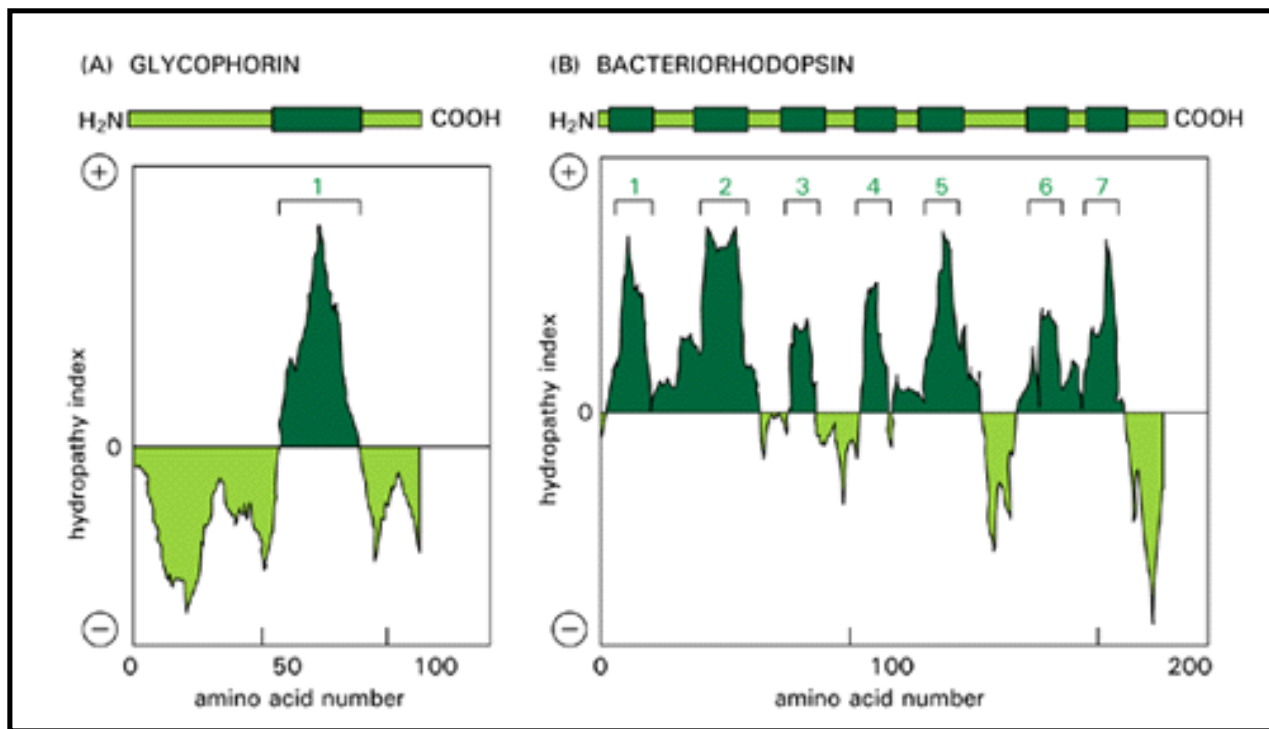 (A) GLYCOPHORIN
H₂N COOH
+
1
hydropathy index
0
−
0 50 100
amino acid number
(B) BACTERIORHODOPSIN
H₂N COOH
+
1 2 3 4 5 6 7
hydropathy index
0
−
0 100 200
amino acid number